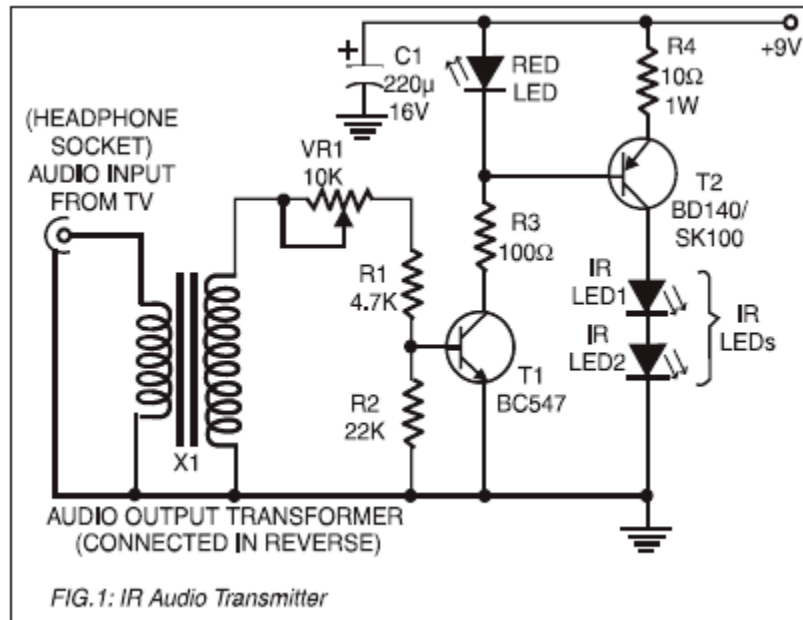 +
C1
220µ
16V
RED
LED
R4
10Ω
1W
+9V
(HEADPHONE
SOCKET)
AUDIO INPUT
FROM TV
VR1
10K
T2
BD140/
SK100
R3
100Ω
R1
4.7K
IR
LED1
IR
LED2
IR
LEDs
T1
BC547
R2
22K
X1
AUDIO OUTPUT TRANSFORMER
(CONNECTED IN REVERSE)
FIG.1: IR Audio Transmitter